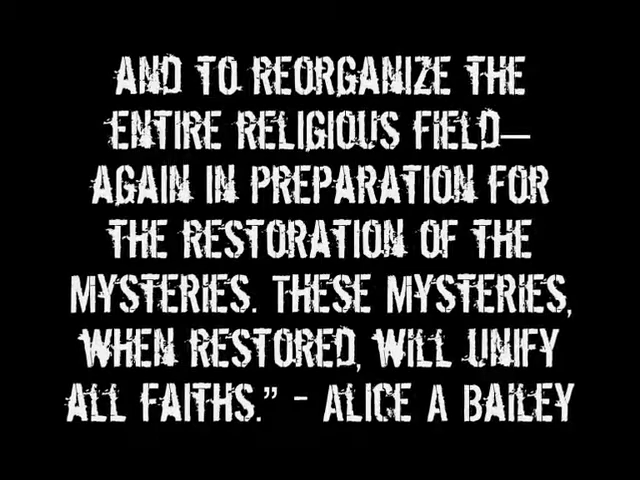 AND TO REORGANIZE THE
ENTIRE RELIGIOUS FIELD—
AGAIN IN PREPARATION FOR
THE RESTORATION OF THE
MYSTERIES. THESE MYSTERIES,
WHEN RESTORED, WILL UNIFY
ALL FAITHS.” - ALICE A BAILEY